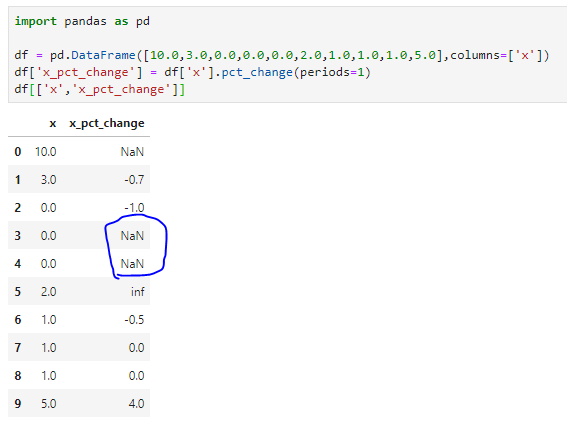 import pandas as pd
df = pd.DataFrame([10.0,3.0,0.0,0.0,0.0,2.0,1.0,1.0,1.0,5.0],columns=['x'])
df['x_pct_change'] = df['x'].pct_change(periods=1)
df[['x','x_pct_change']]
x x_pct_change
0 10.0 NaN
1 3.0 -0.7
2 0.0 -1.0
3 0.0 NaN
4 0.0 NaN
5 2.0 inf
6 1.0 -0.5
7 1.0 0.0
8 1.0 0.0
9 5.0 4.0